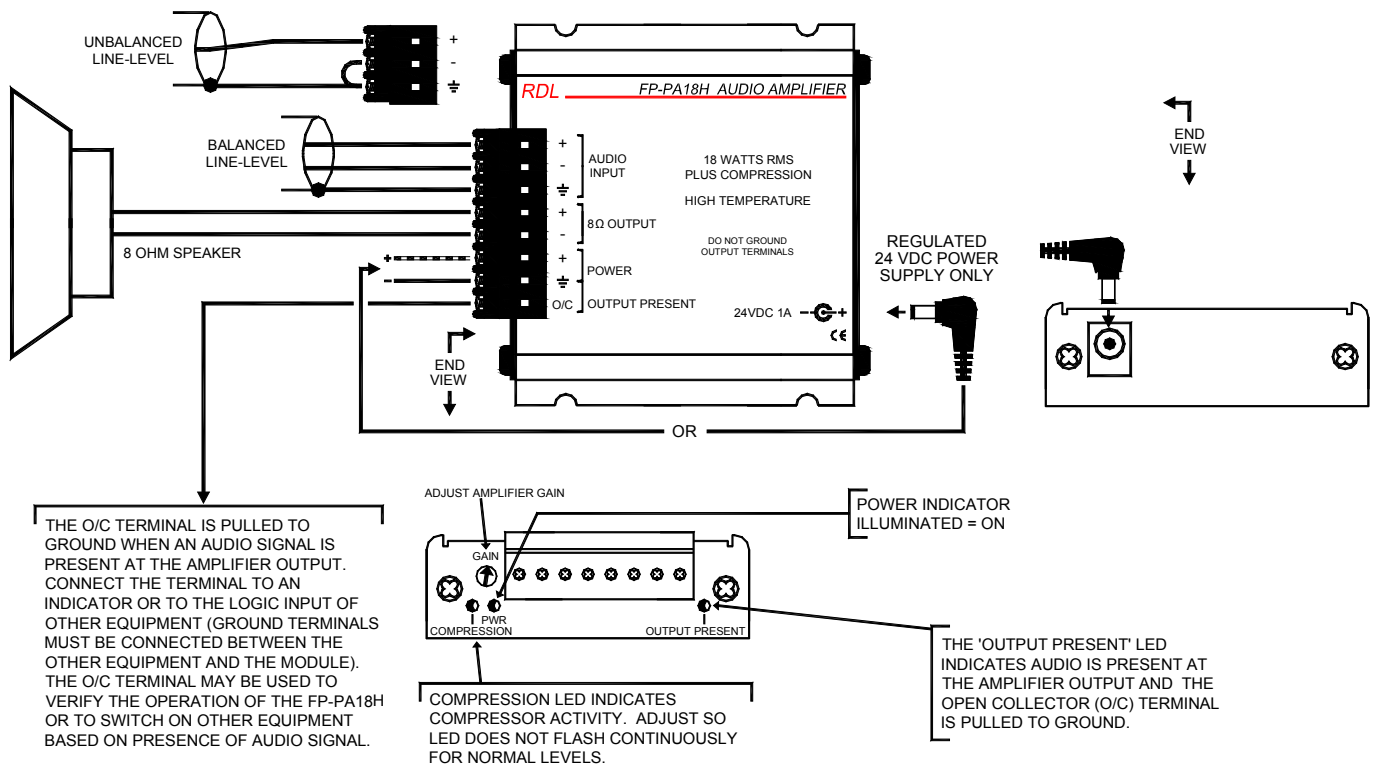 UNBALANCED
LINE-LEVEL
+
-
BALANCED
LINE-LEVEL
8 OHM SPEAKER
RDL FP-PA18H AUDIO AMPLIFIER
+
-
AUDIO
INPUT
+
-
8Ω OUTPUT
+
POWER
O/C OUTPUT PRESENT
+
-
18 WATTS RMS
PLUS COMPRESSION
HIGH TEMPERATURE
DO NOT GROUND
OUTPUT TERMINALS
24VDC 1A - +
CE
REGULATED
24 VDC POWER
SUPPLY ONLY
END
VIEW
END
VIEW
OR
THE O/C TERMINAL IS PULLED TO
GROUND WHEN AN AUDIO SIGNAL IS
PRESENT AT THE AMPLIFIER OUTPUT.
CONNECT THE TERMINAL TO AN
INDICATOR OR TO THE LOGIC INPUT OF
OTHER EQUIPMENT (GROUND TERMINALS
MUST BE CONNECTED BETWEEN THE
OTHER EQUIPMENT AND THE MODULE).
THE O/C TERMINAL MAY BE USED TO
VERIFY THE OPERATION OF THE FP-PA18H
OR TO SWITCH ON OTHER EQUIPMENT
BASED ON PRESENCE OF AUDIO SIGNAL.
ADJUST AMPLIFIER GAIN
GAIN
PWR
COMPRESSION
OUTPUT PRESENT
POWER INDICATOR
ILLUMINATED = ON
COMPRESSION LED INDICATES
COMPRESSOR ACTIVITY. ADJUST SO
LED DOES NOT FLASH CONTINUOUSLY
FOR NORMAL LEVELS.
THE 'OUTPUT PRESENT' LED
INDICATES AUDIO IS PRESENT AT
THE AMPLIFIER OUTPUT AND THE
OPEN COLLECTOR (O/C) TERMINAL
IS PULLED TO GROUND.